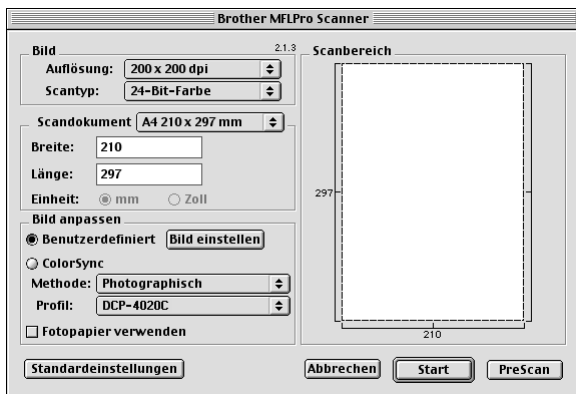 Brother MFLPro Scanner
Bild
2.1.3
Auflösung: 200 x 200 dpi
Scantyp: 24-Bit-Farbe
Scandokument A4 210 x 297 mm
Breite: 210
Länge: 297
Einheit: mm Zoll
Bild anpassen
Benutzerdefiniert Bild einstellen
ColorSync
Methode: Photographisch
Profil: DCP-4020C
Fotopapier verwenden
Scanbereich
297
210
Standardeinstellungen Abbrechen Start PreScan